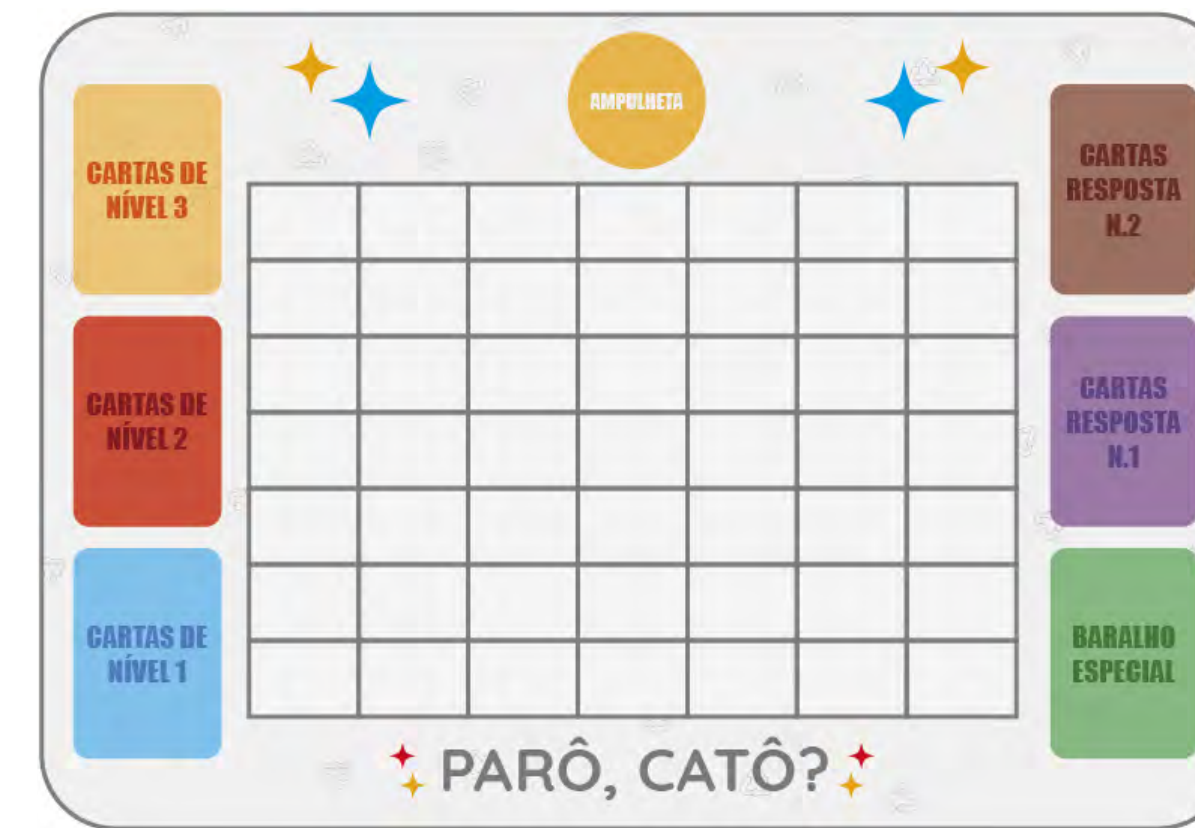 AMPULHETA
CARTAS DE
NÍVEL 3
CARTAS
RESPOSTA
N.2
CARTAS DE
NÍVEL 2
CARTAS
RESPOSTA
N.1
CARTAS DE
NÍVEL 1
BARALHO
ESPECIAL
PARÔ, CATÔ?